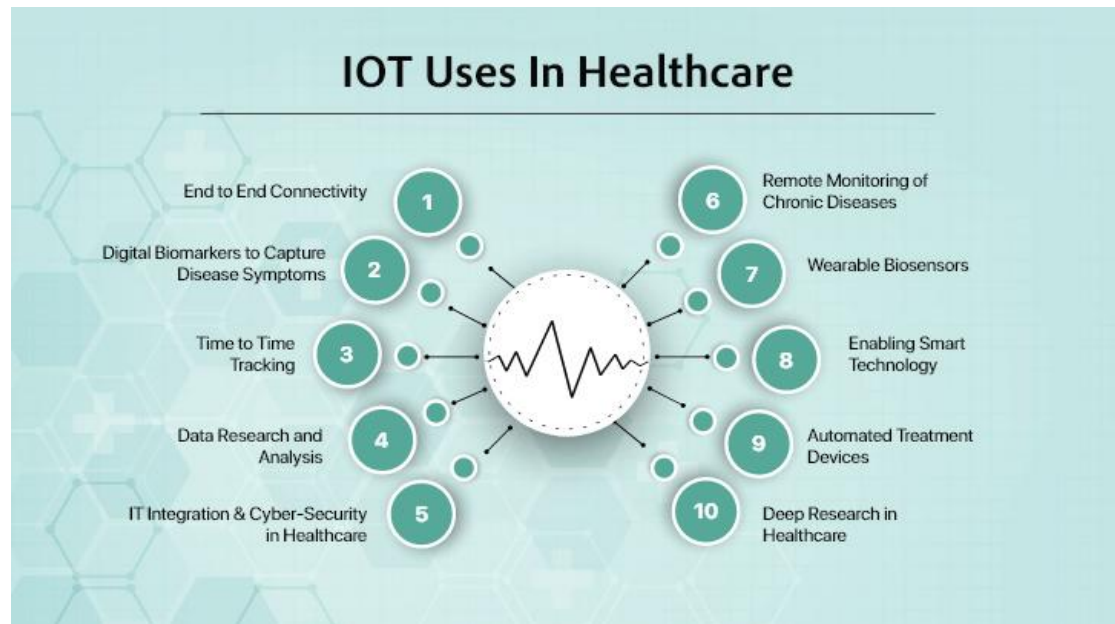 IOT Uses In Healthcare
1
End to End Connectivity
2
Digital Biomarkers to Capture
Disease Symptoms
3
Time to Time
Tracking
4
Data Research and
Analysis
5
IT Integration & Cyber-Security
in Healthcare
6
Remote Monitoring of
Chronic Diseases
7
Wearable Biosensors
8
Enabling Smart
Technology
9
Automated Treatment
Devices
10
Deep Research in
Healthcare